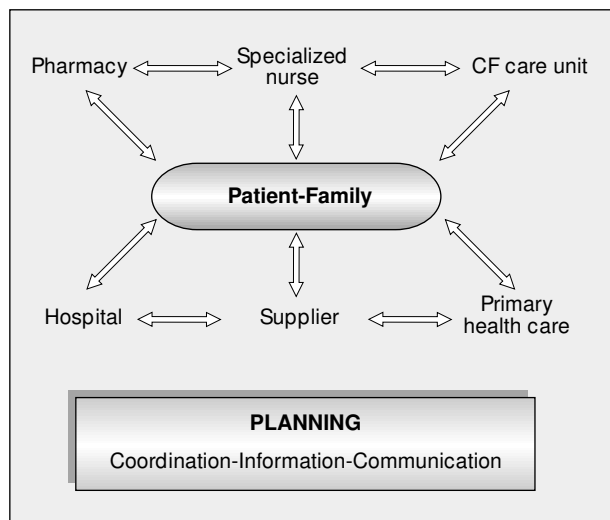 Pharmacy
Specialized
nurse
CF care unit
Patient-Family
Hospital
Supplier
Primary
health care
PLANNING
Coordination-Information-Communication